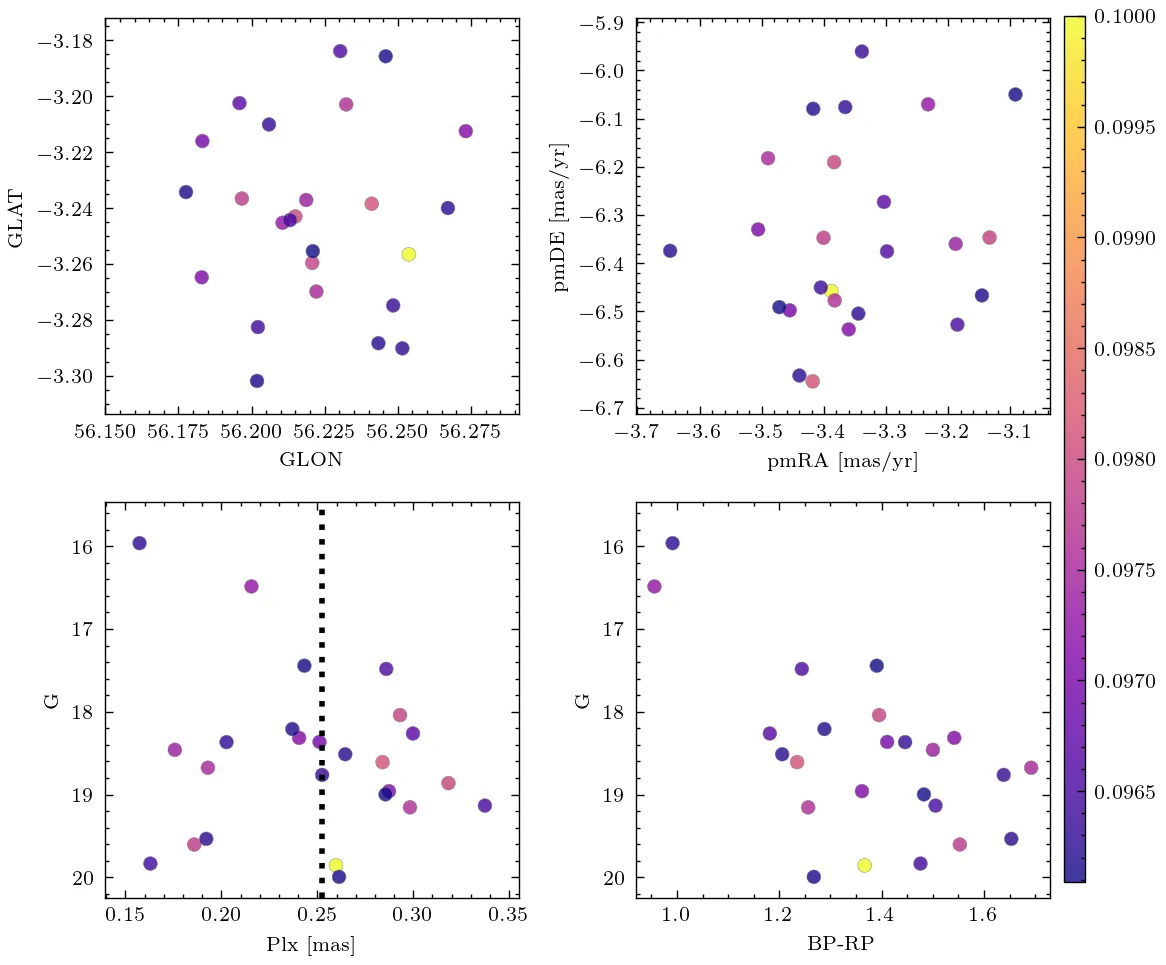 −3.18
−3.20
−3.22
−3.24
−3.26
−3.28
−3.30
GLAT
56.150 56.175 56.200 56.225 56.250 56.275
GLON
−5.9
−6.0
−6.1
−6.2
−6.3
−6.4
−6.5
−6.6
−6.7
pmDE [mas/yr]
−3.7 −3.6 −3.5 −3.4 −3.3 −3.2 −3.1
pmRA [mas/yr]
16
17
18
19
20
G
0.15 0.20 0.25 0.30 0.35
Plx [mas]
16
17
18
19
20
G
1.0 1.2 1.4 1.6
BP-RP
0.1000
0.0995
0.0990
0.0985
0.0980
0.0975
0.0970
0.0965